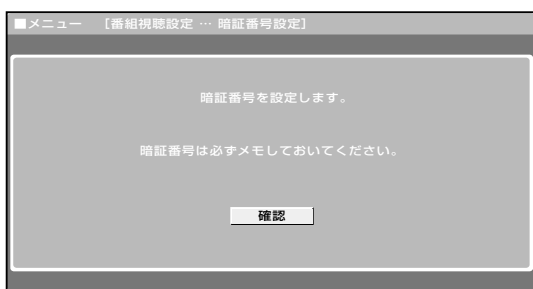 ■メニュー ［番組視聴設定 … 暗証番号設定］
暗証番号を設定します。
暗証番号は必ずメモしておいてください。
確認